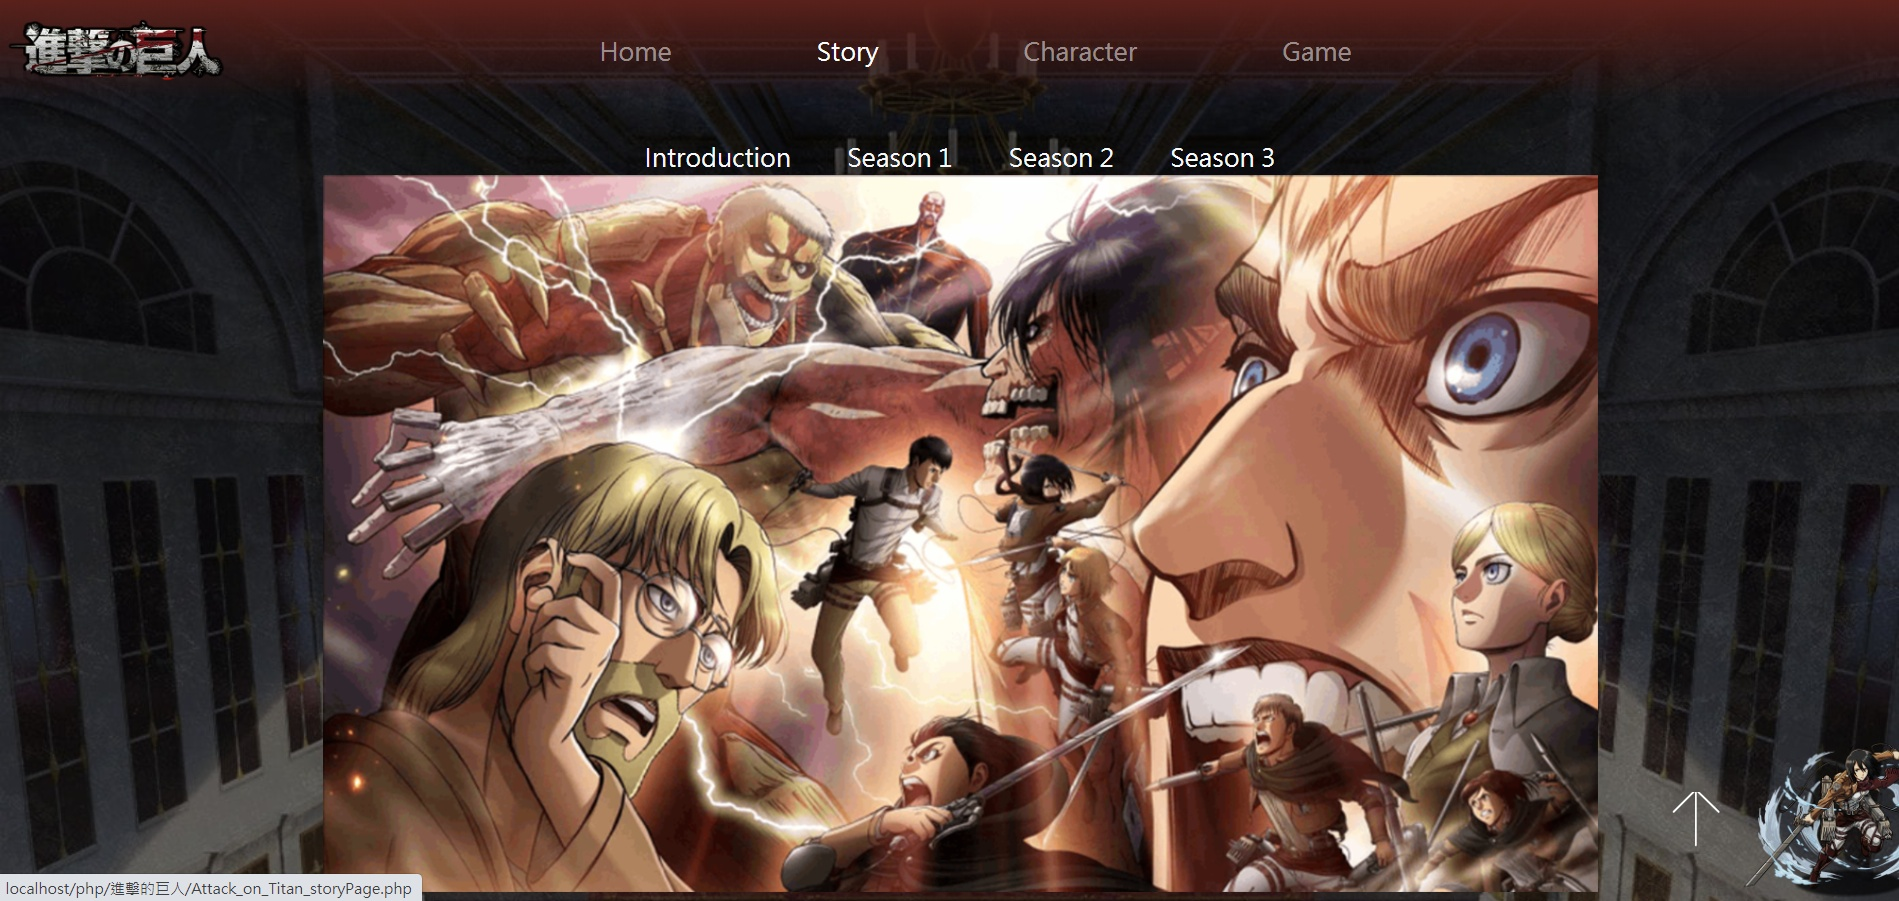 進撃の巨人
Home Story Character Game
Introduction Season 1 Season 2 Season 3
localhost/php/進擊的巨人/Attack_on_Titan_storyPage.php